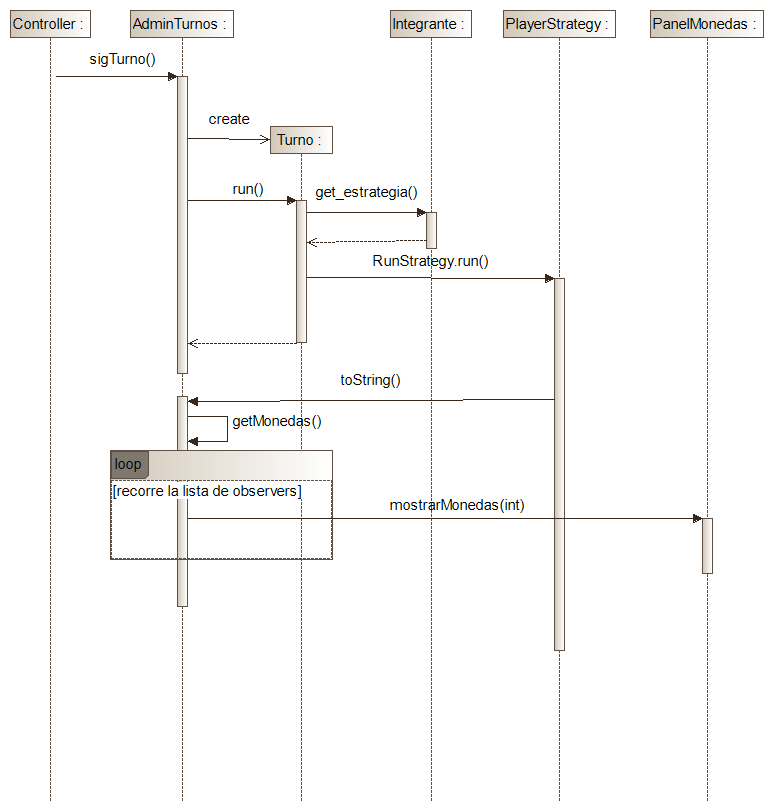 Controller :
AdminTurnos :
Integrante :
PlayerStrategy :
PanelMonedas :
sigTurno()
create
Turno :
run()
get_estrategia()
RunStrategy.run()
toString()
getMonedas()
loop
[recorre la lista de observers]
mostrarMonedas(int)